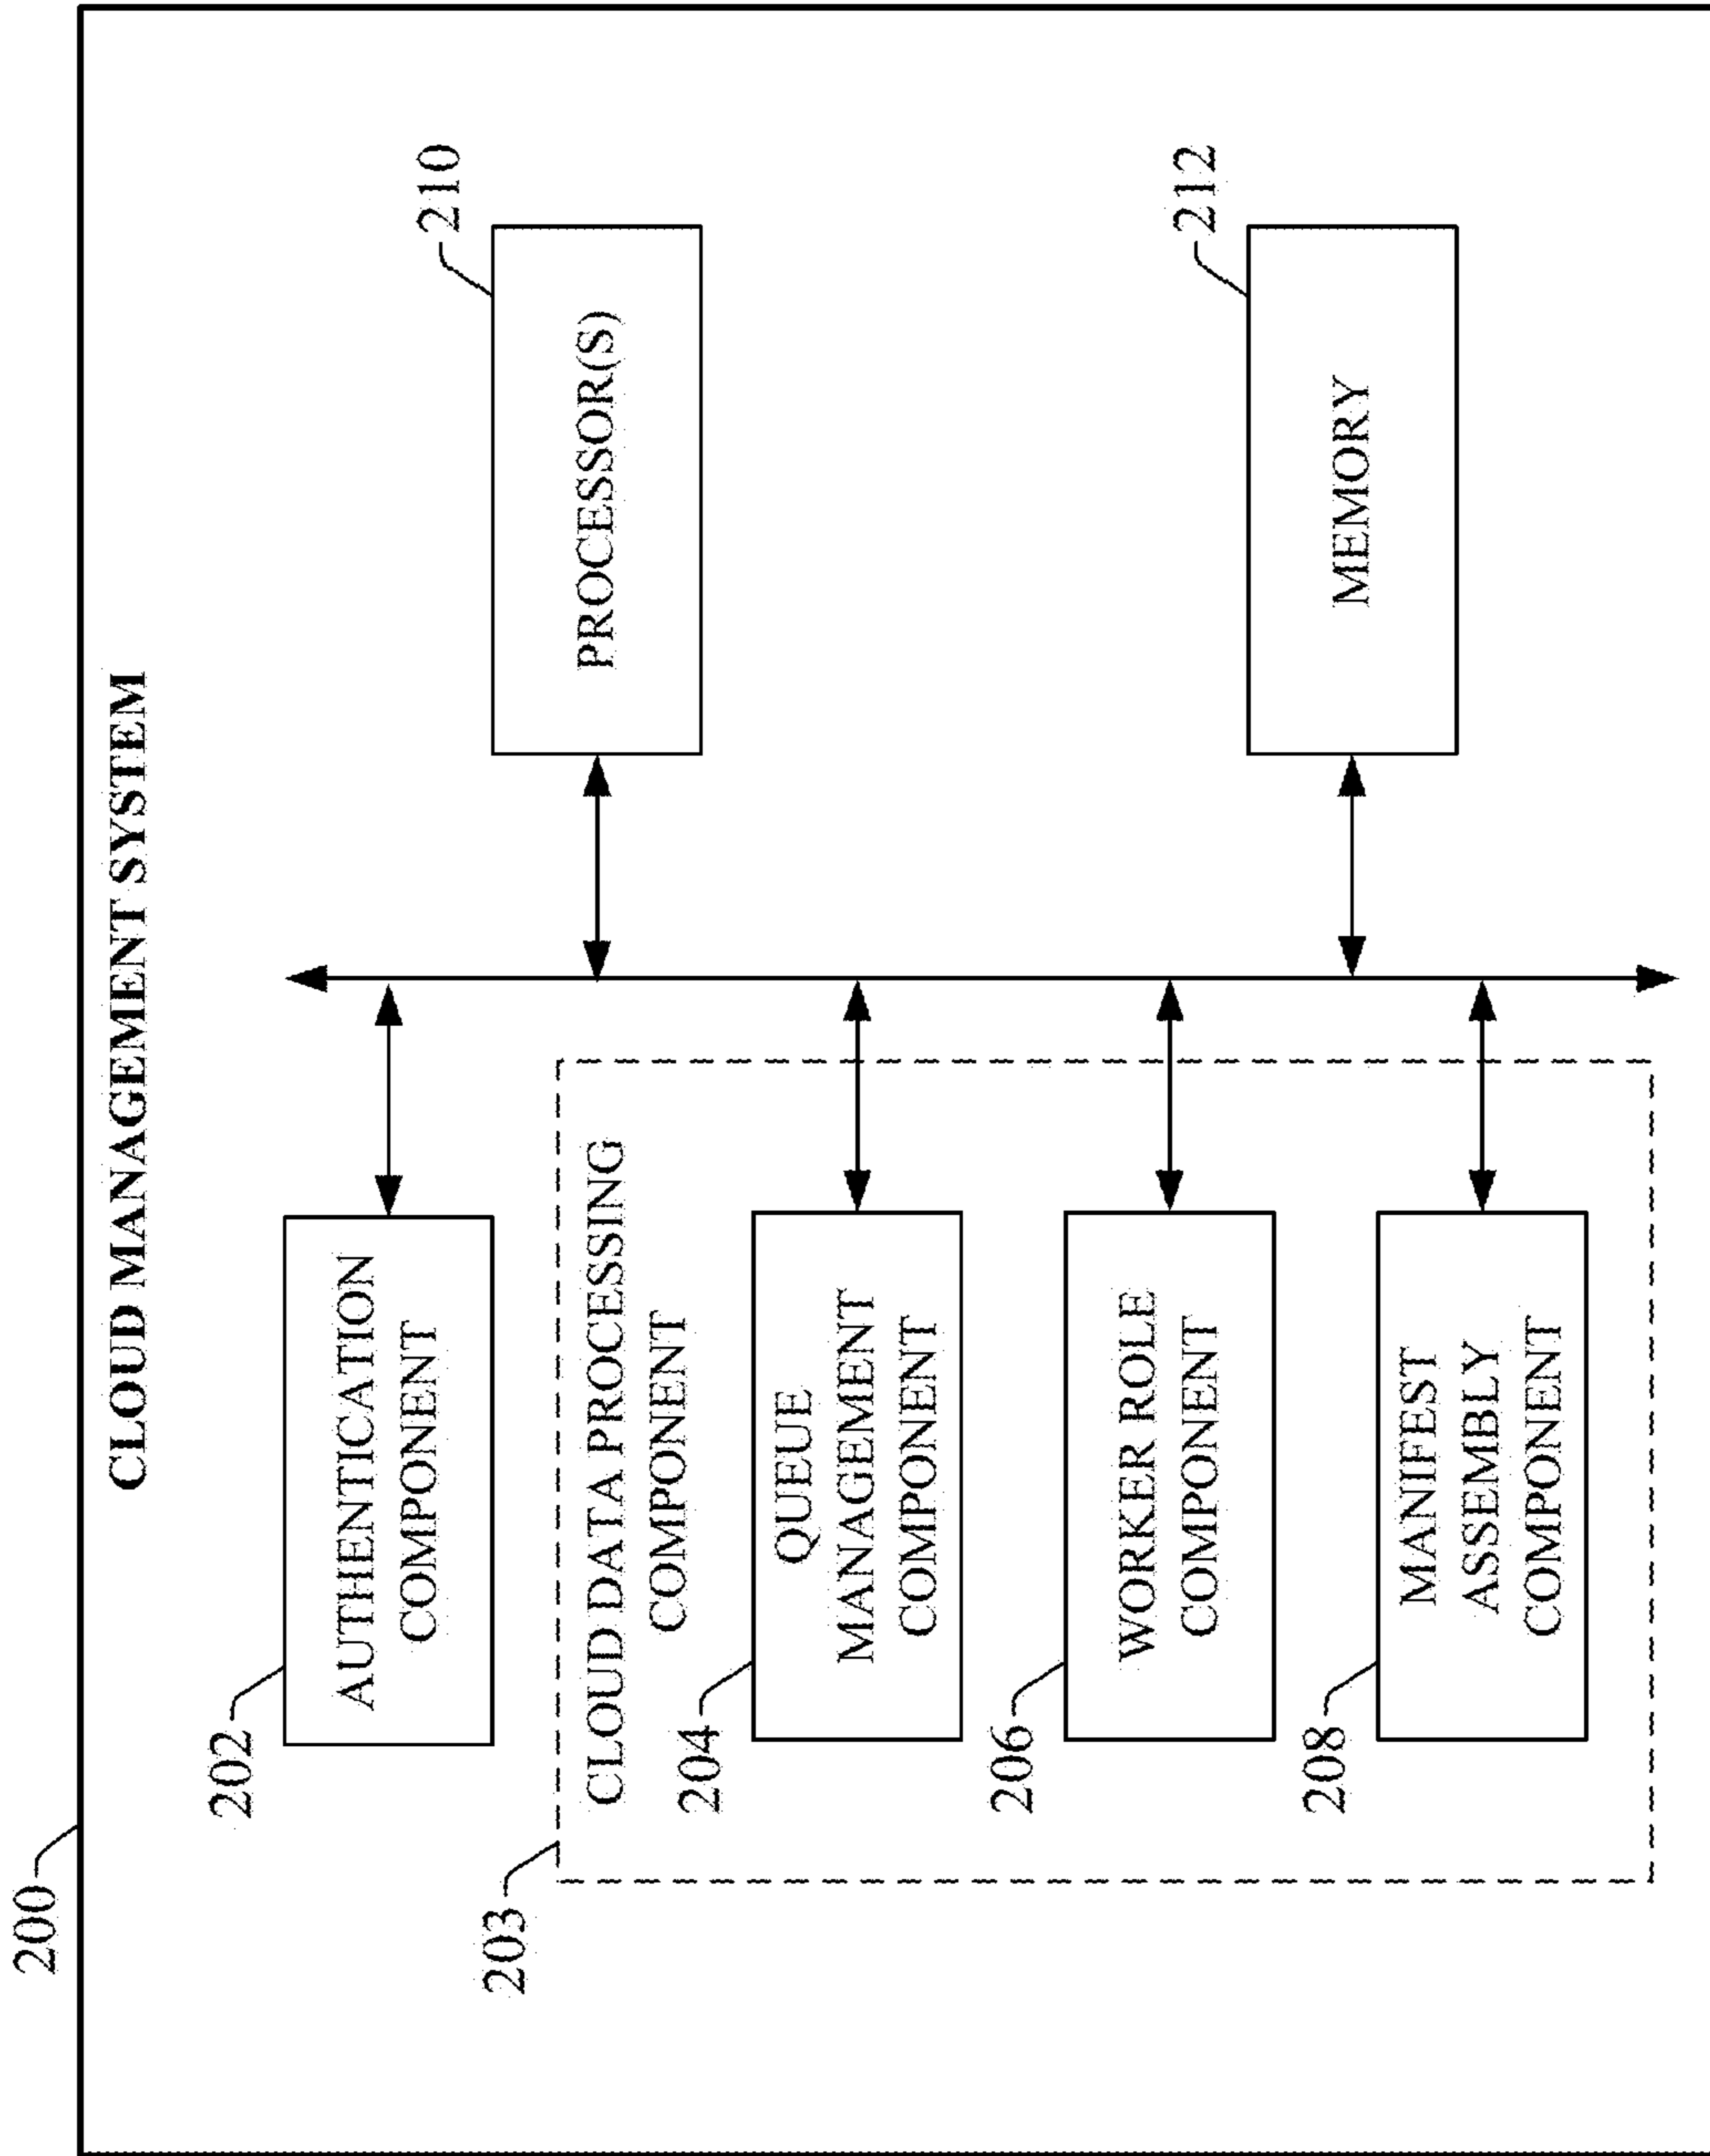 200
CLOUD MANAGEMENT SYSTEM
202
AUTHENTICATION
COMPONENT
203
CLOUD DATA PROCESSING
COMPONENT
204
QUEUE
MANAGEMENT
COMPONENT
206
WORKER ROLE
COMPONENT
208
MANIFEST
ASSEMBLY
COMPONENT
210
PROCESSOR(S)
212
MEMORY